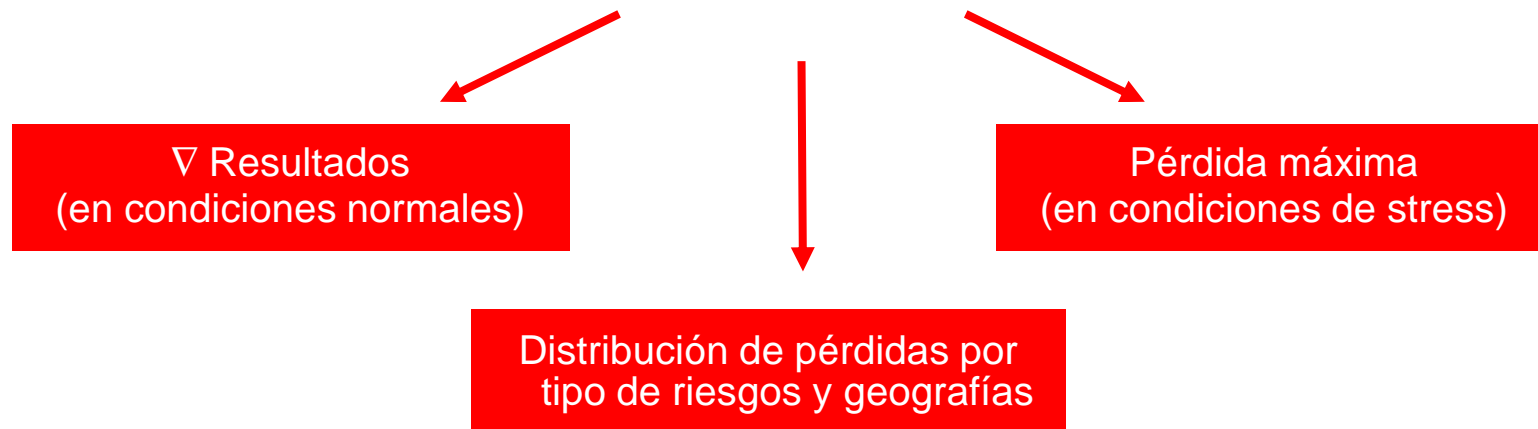 ∇ Resultados
(en condiciones normales)
Pérdida máxima
(en condiciones de stress)
Distribución de pérdidas por
tipo de riesgos y geografías